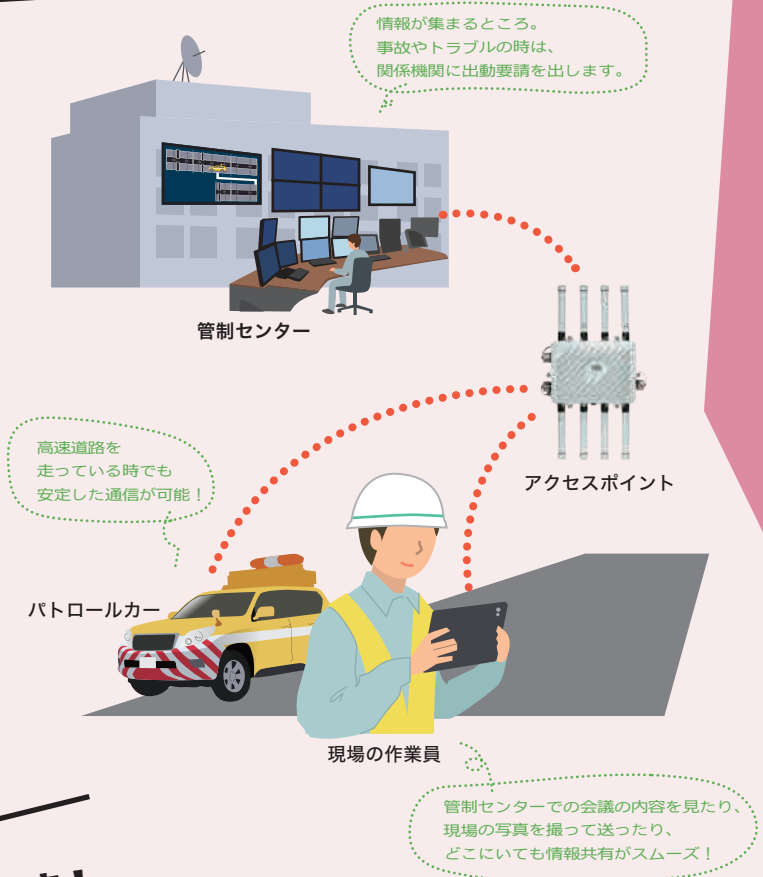 情報が集まるところ。
事故やトラブルの時は、
関係機関に出動要請を出します。
管制センター
アクセスポイント
高速道路を
走っている時でも
安定した通信が可能！
パトロールカー
現場の作業員
管制センターでの会議の内容を見たり、
現場の写真を撮って送ったり、
どこにいても情報共有がスムーズ！